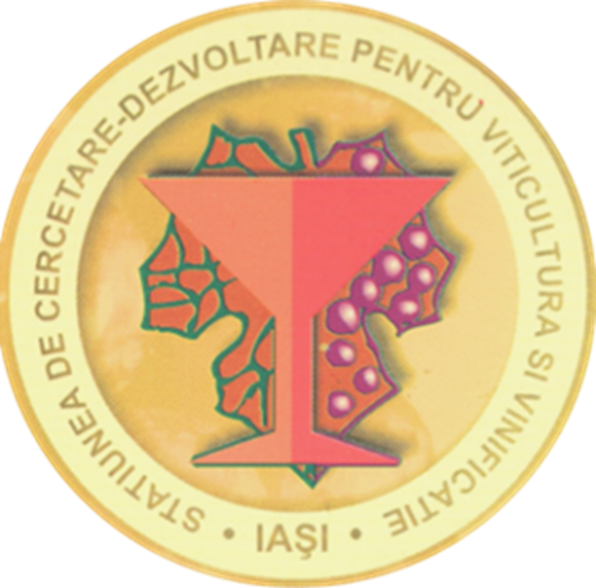 STATIUNEA DE CERCETARE-DEZVOLTARE PENTRU VITICULTURA SI VINIFICATIE
• IAŞI •